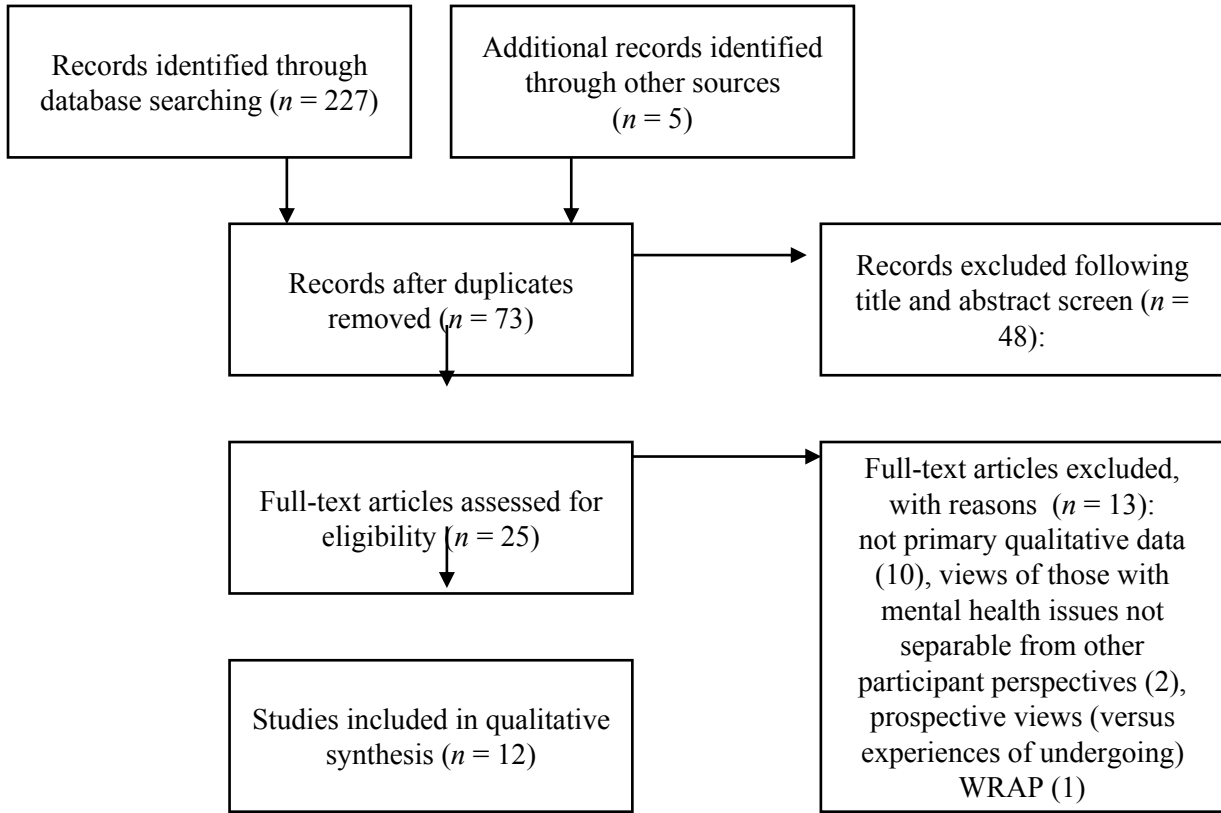 Records identified through
database searching (n = 227)
Additional records identified
through other sources
(n = 5)
Records after duplicates
removed (n = 73)
Records excluded following
title and abstract screen (n =
48):
Full-text articles assessed for
eligibility (n = 25)
Full-text articles excluded,
with reasons (n = 13):
not primary qualitative data
(10), views of those with
mental health issues not
separable from other
participant perspectives (2),
prospective views (versus
experiences of undergoing)
WRAP (1)
Studies included in qualitative
synthesis (n = 12)